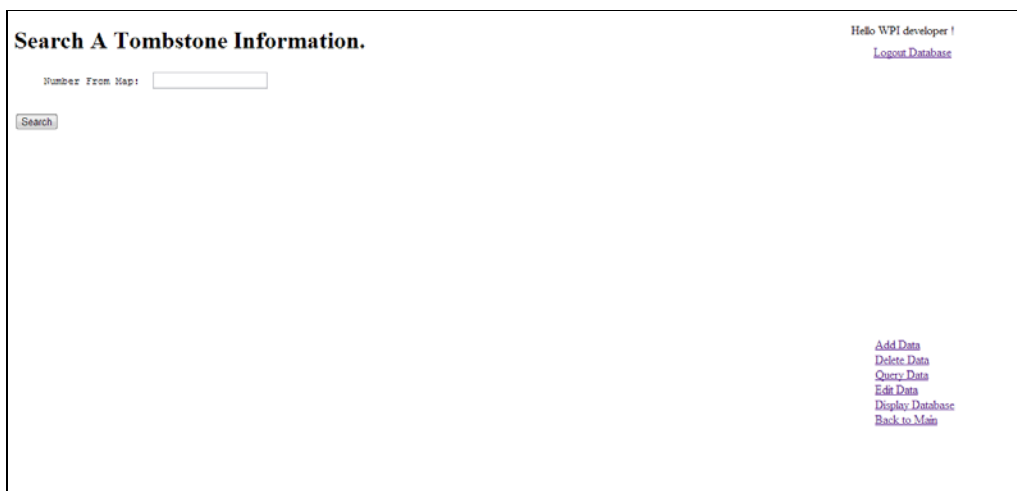 Search A Tombstone Information.
Number From Map:
Search
Hello WPI developer !
Logout Database
Add Data
Delete Data
Query Data
Edit Data
Display Database
Back to Main